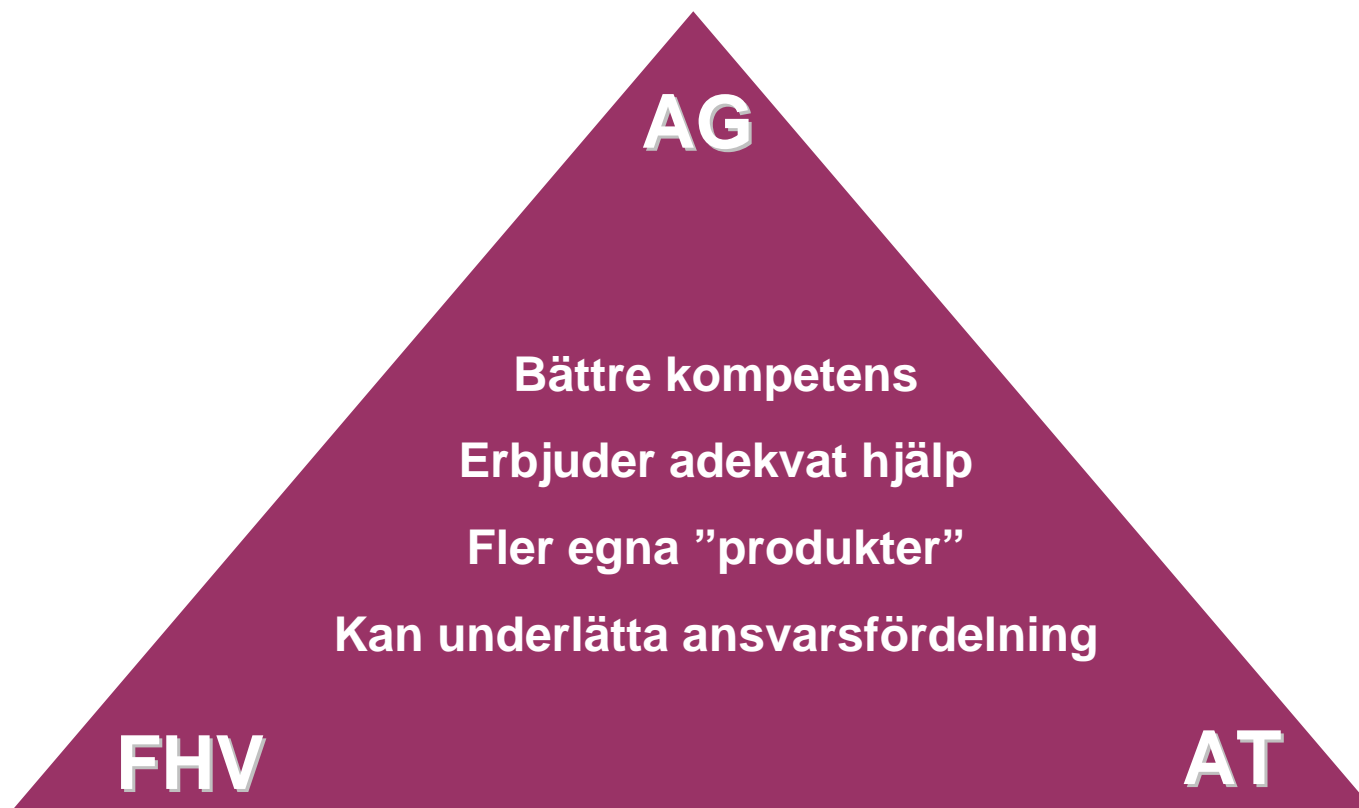 AG
Bättre kompetens
Erbjuder adekvat hjälp
Fler egna ”produkter”
Kan underlätta ansvarsfördelning
FHV AT